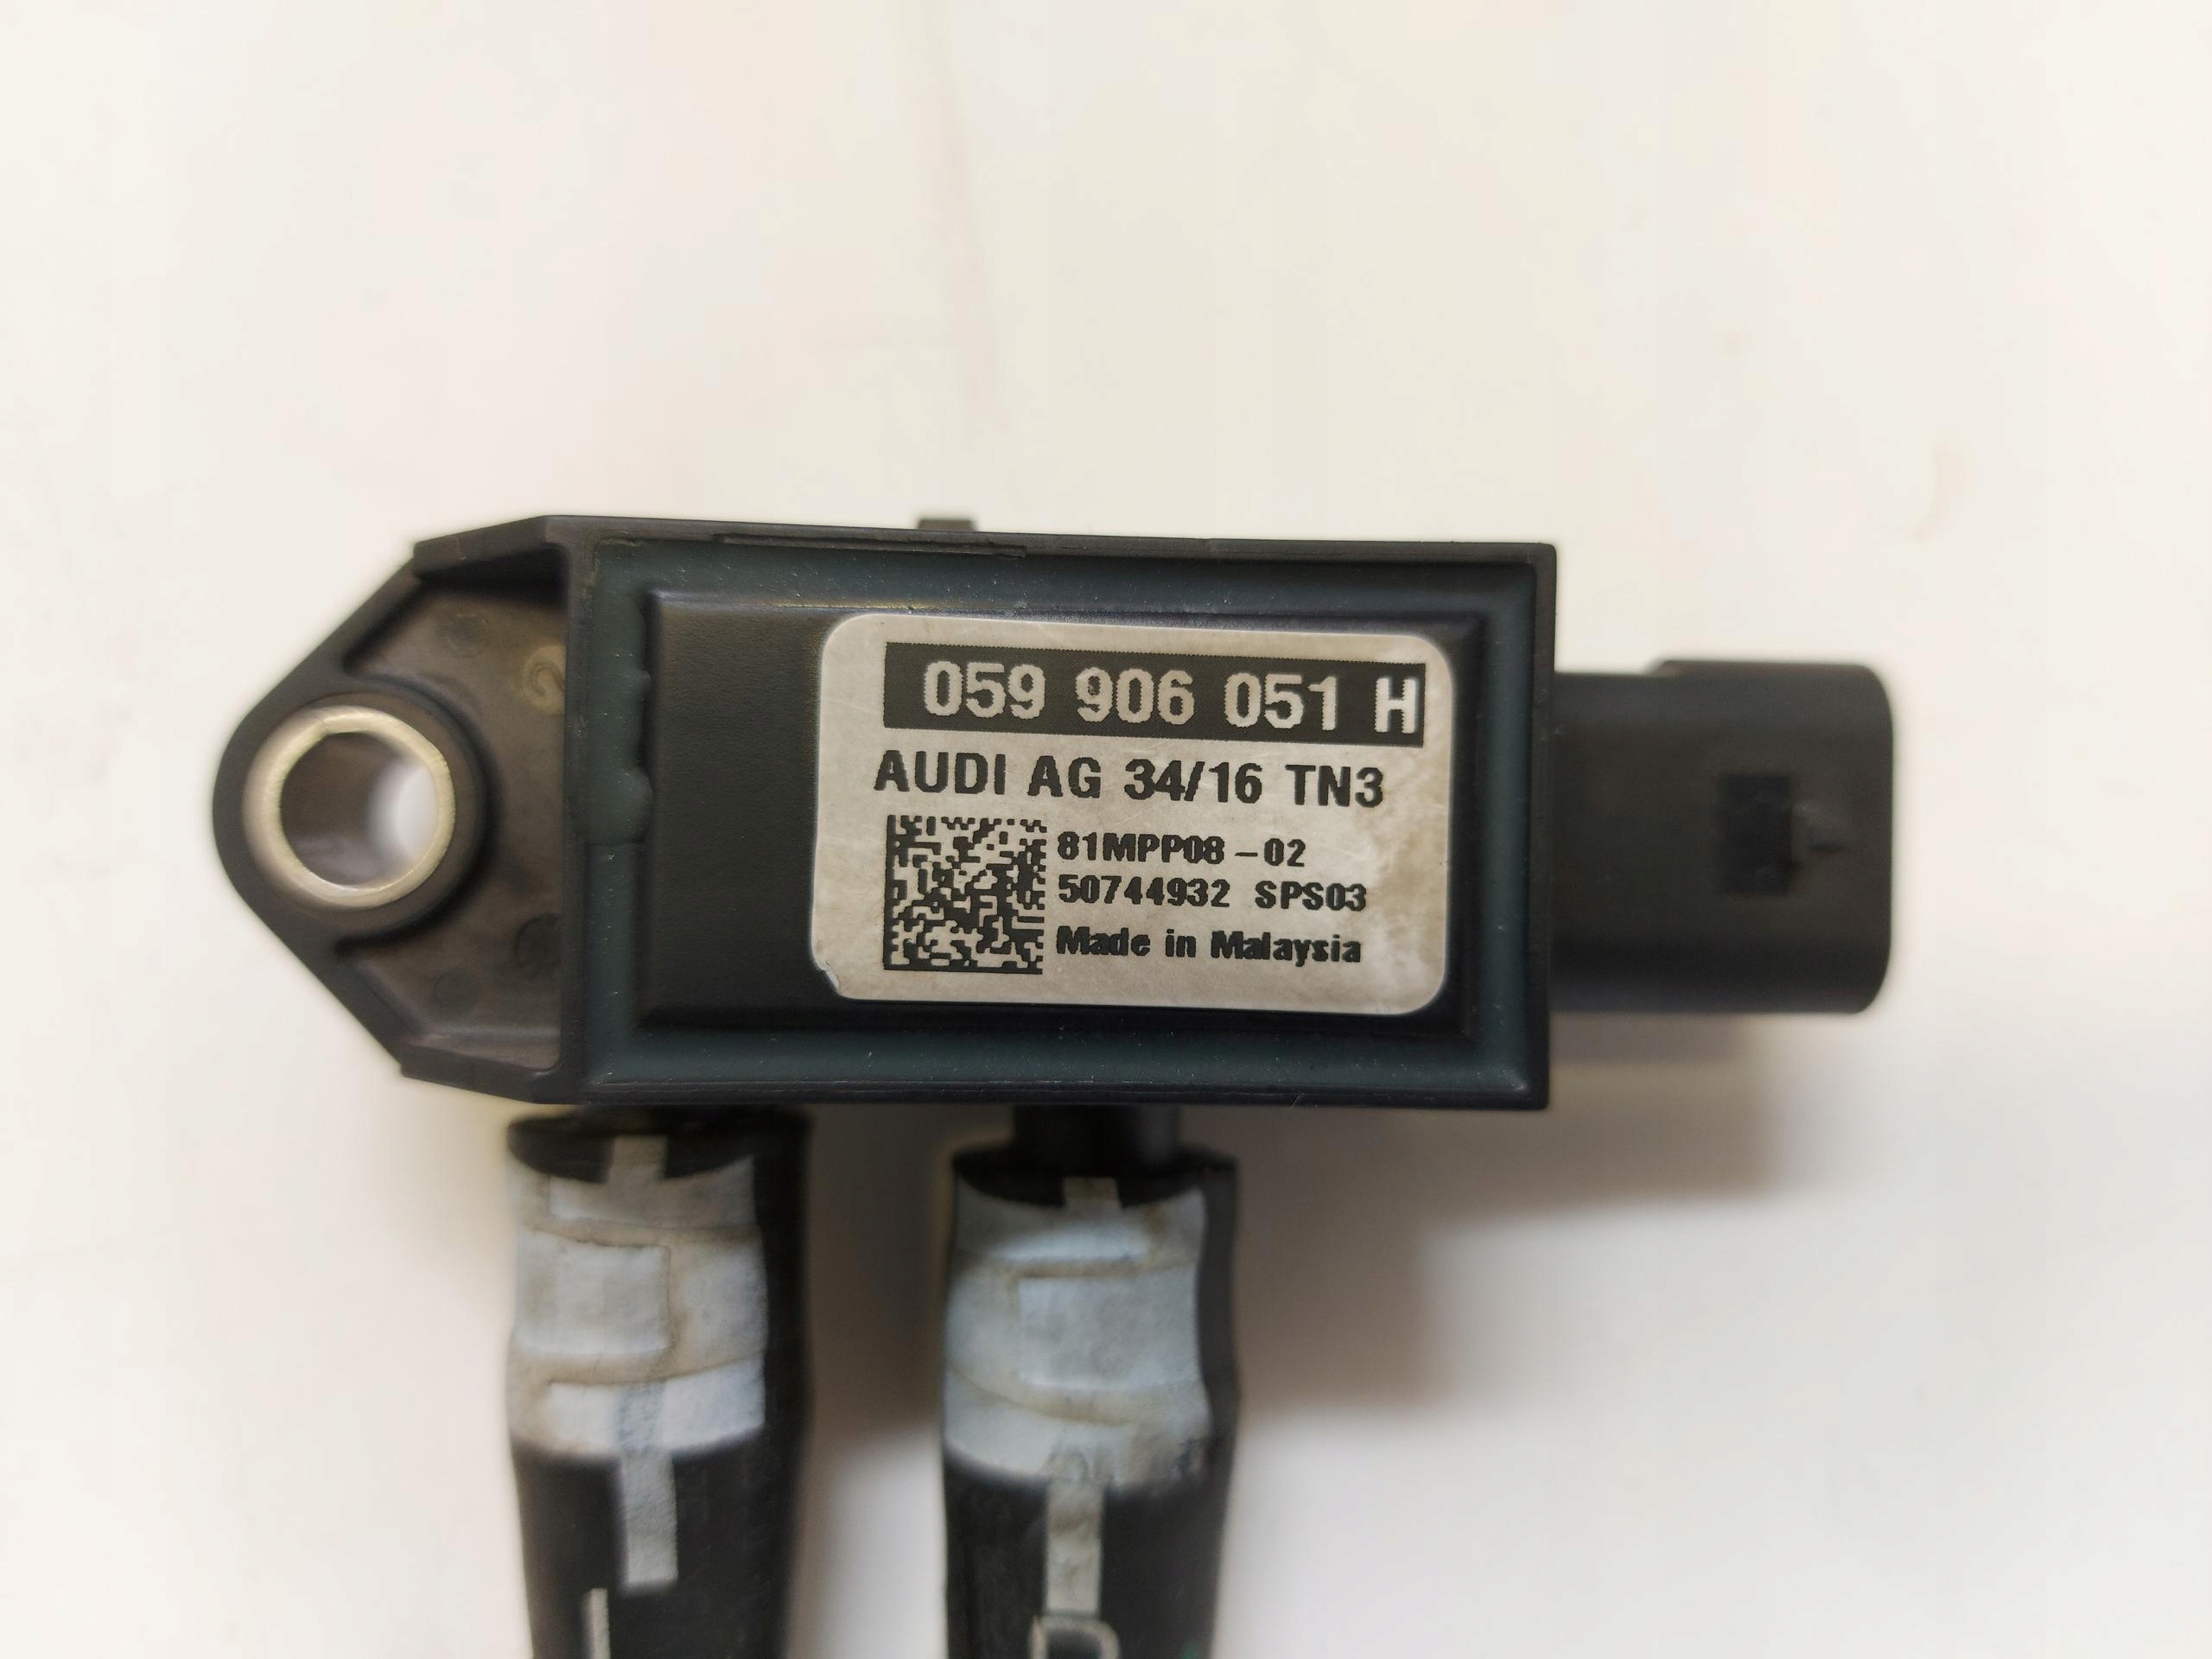 059 906 051 H
AUDI AG 34/16 TN3
81MPP08-02
50744932 SPS03
Made in Malaysia